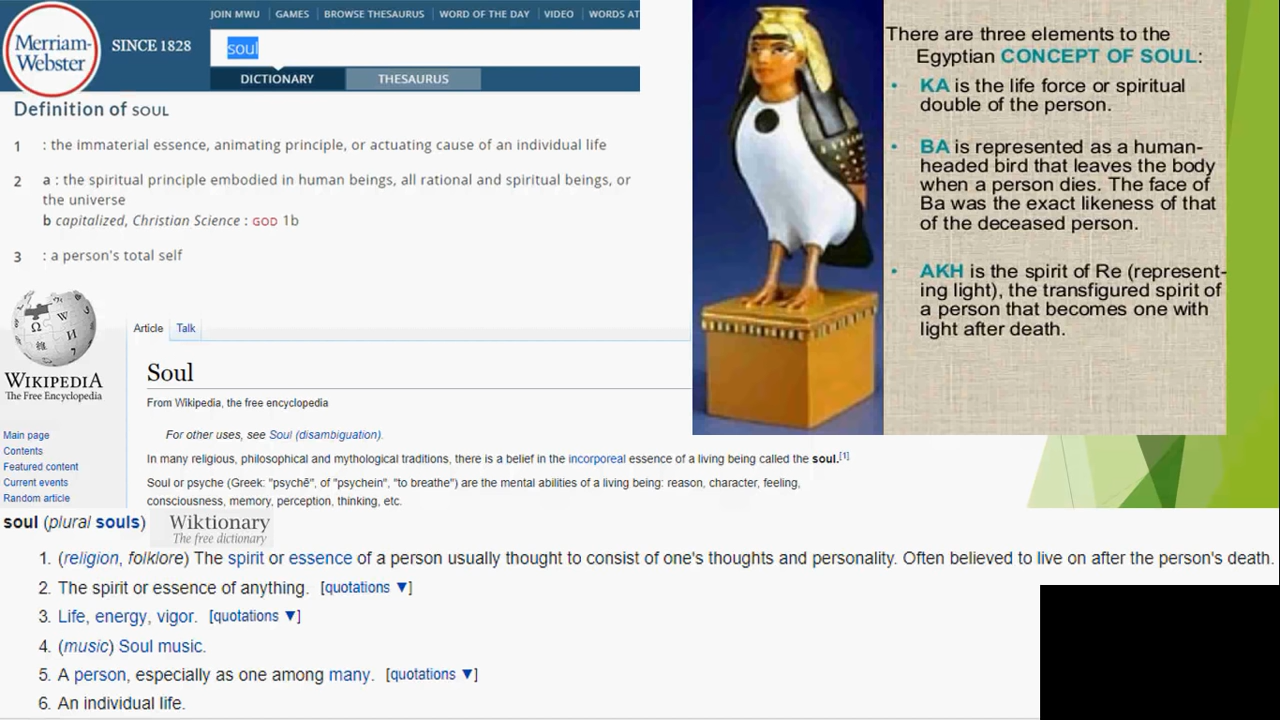 JOIN MWU
GAMES
BROWSE THESAURUS
WORD OF THE DAY
VIDEO
WORDS AT
Merriam-
Webster
SINCE 1828
soul
DICTIONARY
THESAURUS
Definition of SOUL
1 : the immaterial essence, animating principle, or actuating cause of an individual life
2 a : the spiritual principle embodied in human beings, all rational and spiritual beings, or
the universe
b capitalized, Christian Science : GOD 1b
3 : a person's total self
There are three elements to the
Egyptian CONCEPT OF SOUL:
• KA is the life force or spiritual
double of the person.
• BA is represented as a human-
headed bird that leaves the body
when a person dies. The face of
Ba was the exact likeness of that
of the deceased person.
• AKH is the spirit of Re (represent-
ing light), the transfigured spirit of
a person that becomes one with
light after death.
WIKIPEDIA
The Free Encyclopedia
Main page
Contents
Featured content
Current events
Random article
Article
Talk
Soul
From Wikipedia, the free encyclopedia
For other uses, see Soul (disambiguation).
In many religious, philosophical and mythological traditions, there is a belief in the incorporeal essence of a living being called the soul.[1]
Soul or psyche (Greek: "psychē", of "psychein", "to breathe") are the mental abilities of a living being: reason, character, feeling,
consciousness, memory, perception, thinking, etc.
soul (plural souls)
Wiktionary
The free dictionary
1. (religion, folklore) The spirit or essence of a person usually thought to consist of one's thoughts and personality. Often believed to live on after the person's death.
2. The spirit or essence of anything. [quotations ▼]
3. Life, energy, vigor. [quotations ▼]
4. (music) Soul music.
5. A person, especially as one among many. [quotations ▼]
6. An individual life.